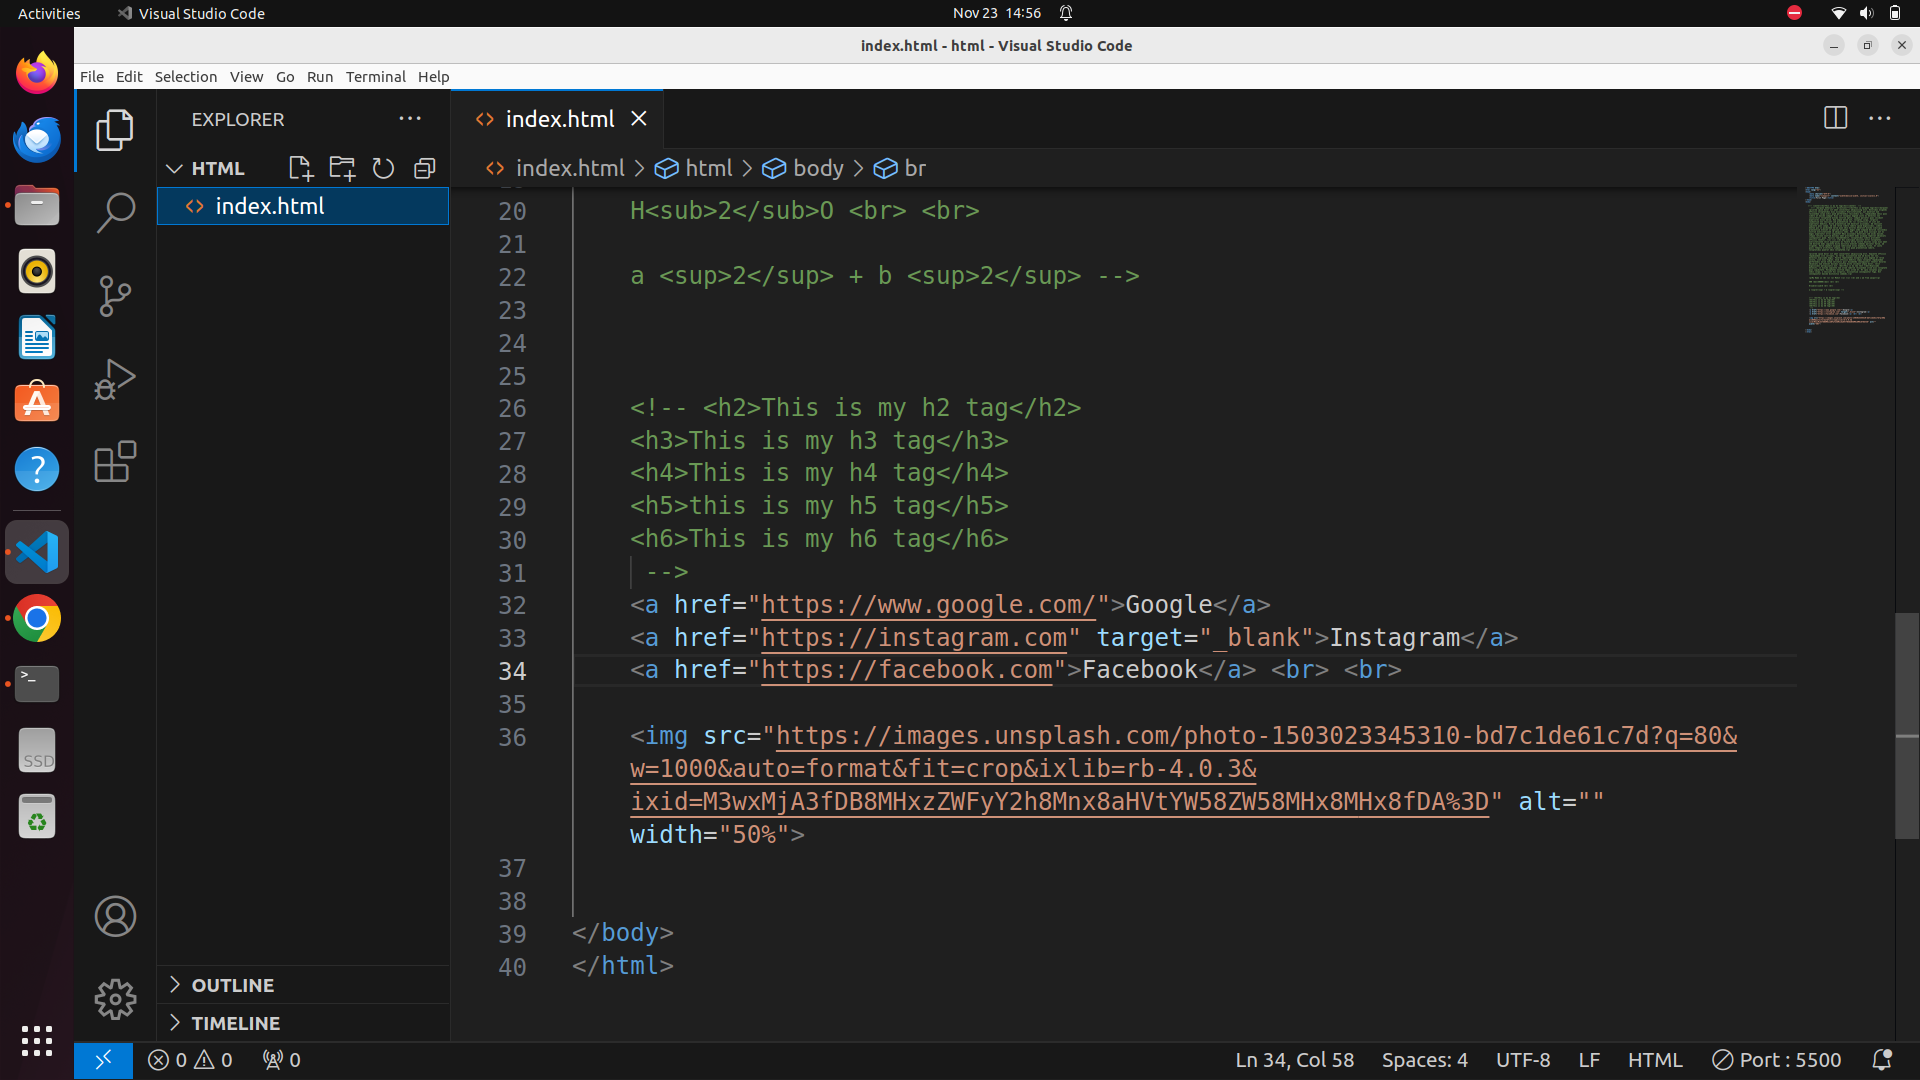 Activities
Visual Studio Code
Nov 23 14:56
index.html - html - Visual Studio Code
File Edit Selection View Go Run Terminal Help
EXPLORER
HTML
index.html
OUTLINE
TIMELINE
index.html
index.html > html > body > br
20 H<sub>2</sub>O <br> <br>
21
22 a <sup>2</sup> + b <sup>2</sup> -->
23
24
25
26 <!-- <h2>This is my h2 tag</h2>
27 <h3>This is my h3 tag</h3>
28 <h4>This is my h4 tag</h4>
29 <h5>this is my h5 tag</h5>
30 <h6>This is my h6 tag</h6>
31 -->
32 <a href="https://www.google.com/">Google</a>
33 <a href="https://instagram.com" target="_blank">Instagram</a>
34 <a href="https://facebook.com">Facebook</a> <br> <br>
35
36 <img src="https://images.unsplash.com/photo-1503023345310-bd7c1de61c7d?q=80&
w=1000&auto=format&fit=crop&ixlib=rb-4.0.3&
ixid=M3wxMjA3fDB8MHxzZWFyY2h8Mnx8aHVtYW58ZW58MHx8MHx8fDA%3D" alt=""
width="50%">
37
38
39 </body>
40 </html>
SSD
0 0 0
Ln 34, Col 58 Spaces: 4 UTF-8 LF HTML Port : 5500